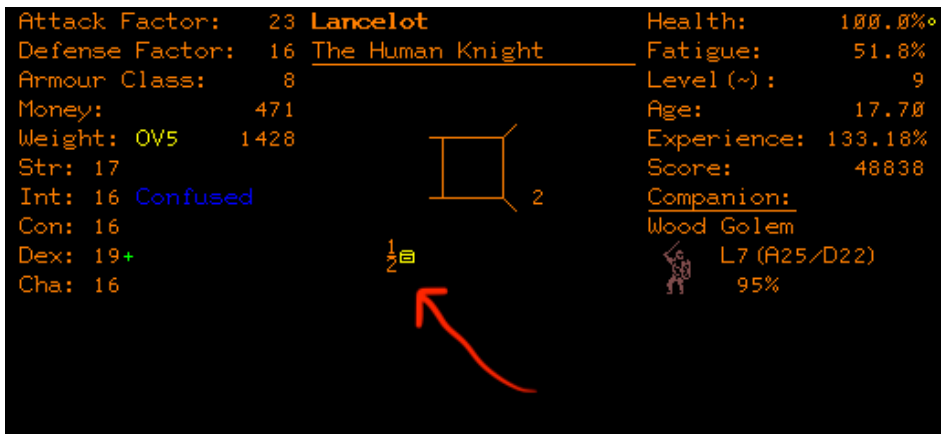 Attack Factor: 23
Defense Factor: 16
Armour Class: 8
Money: 471
Weight: OV5 1428
Str: 17
Int: 16 Confused
Con: 16
Dex: 19+
Cha: 16
Lancelot
The Human Knight
2
½
Health: 100.0%
Fatigue: 51.8%
Level(~): 9
Age: 17.70
Experience: 133.18%
Score: 48838
Companion:
Wood Golem
L7(A25/D22)
95%